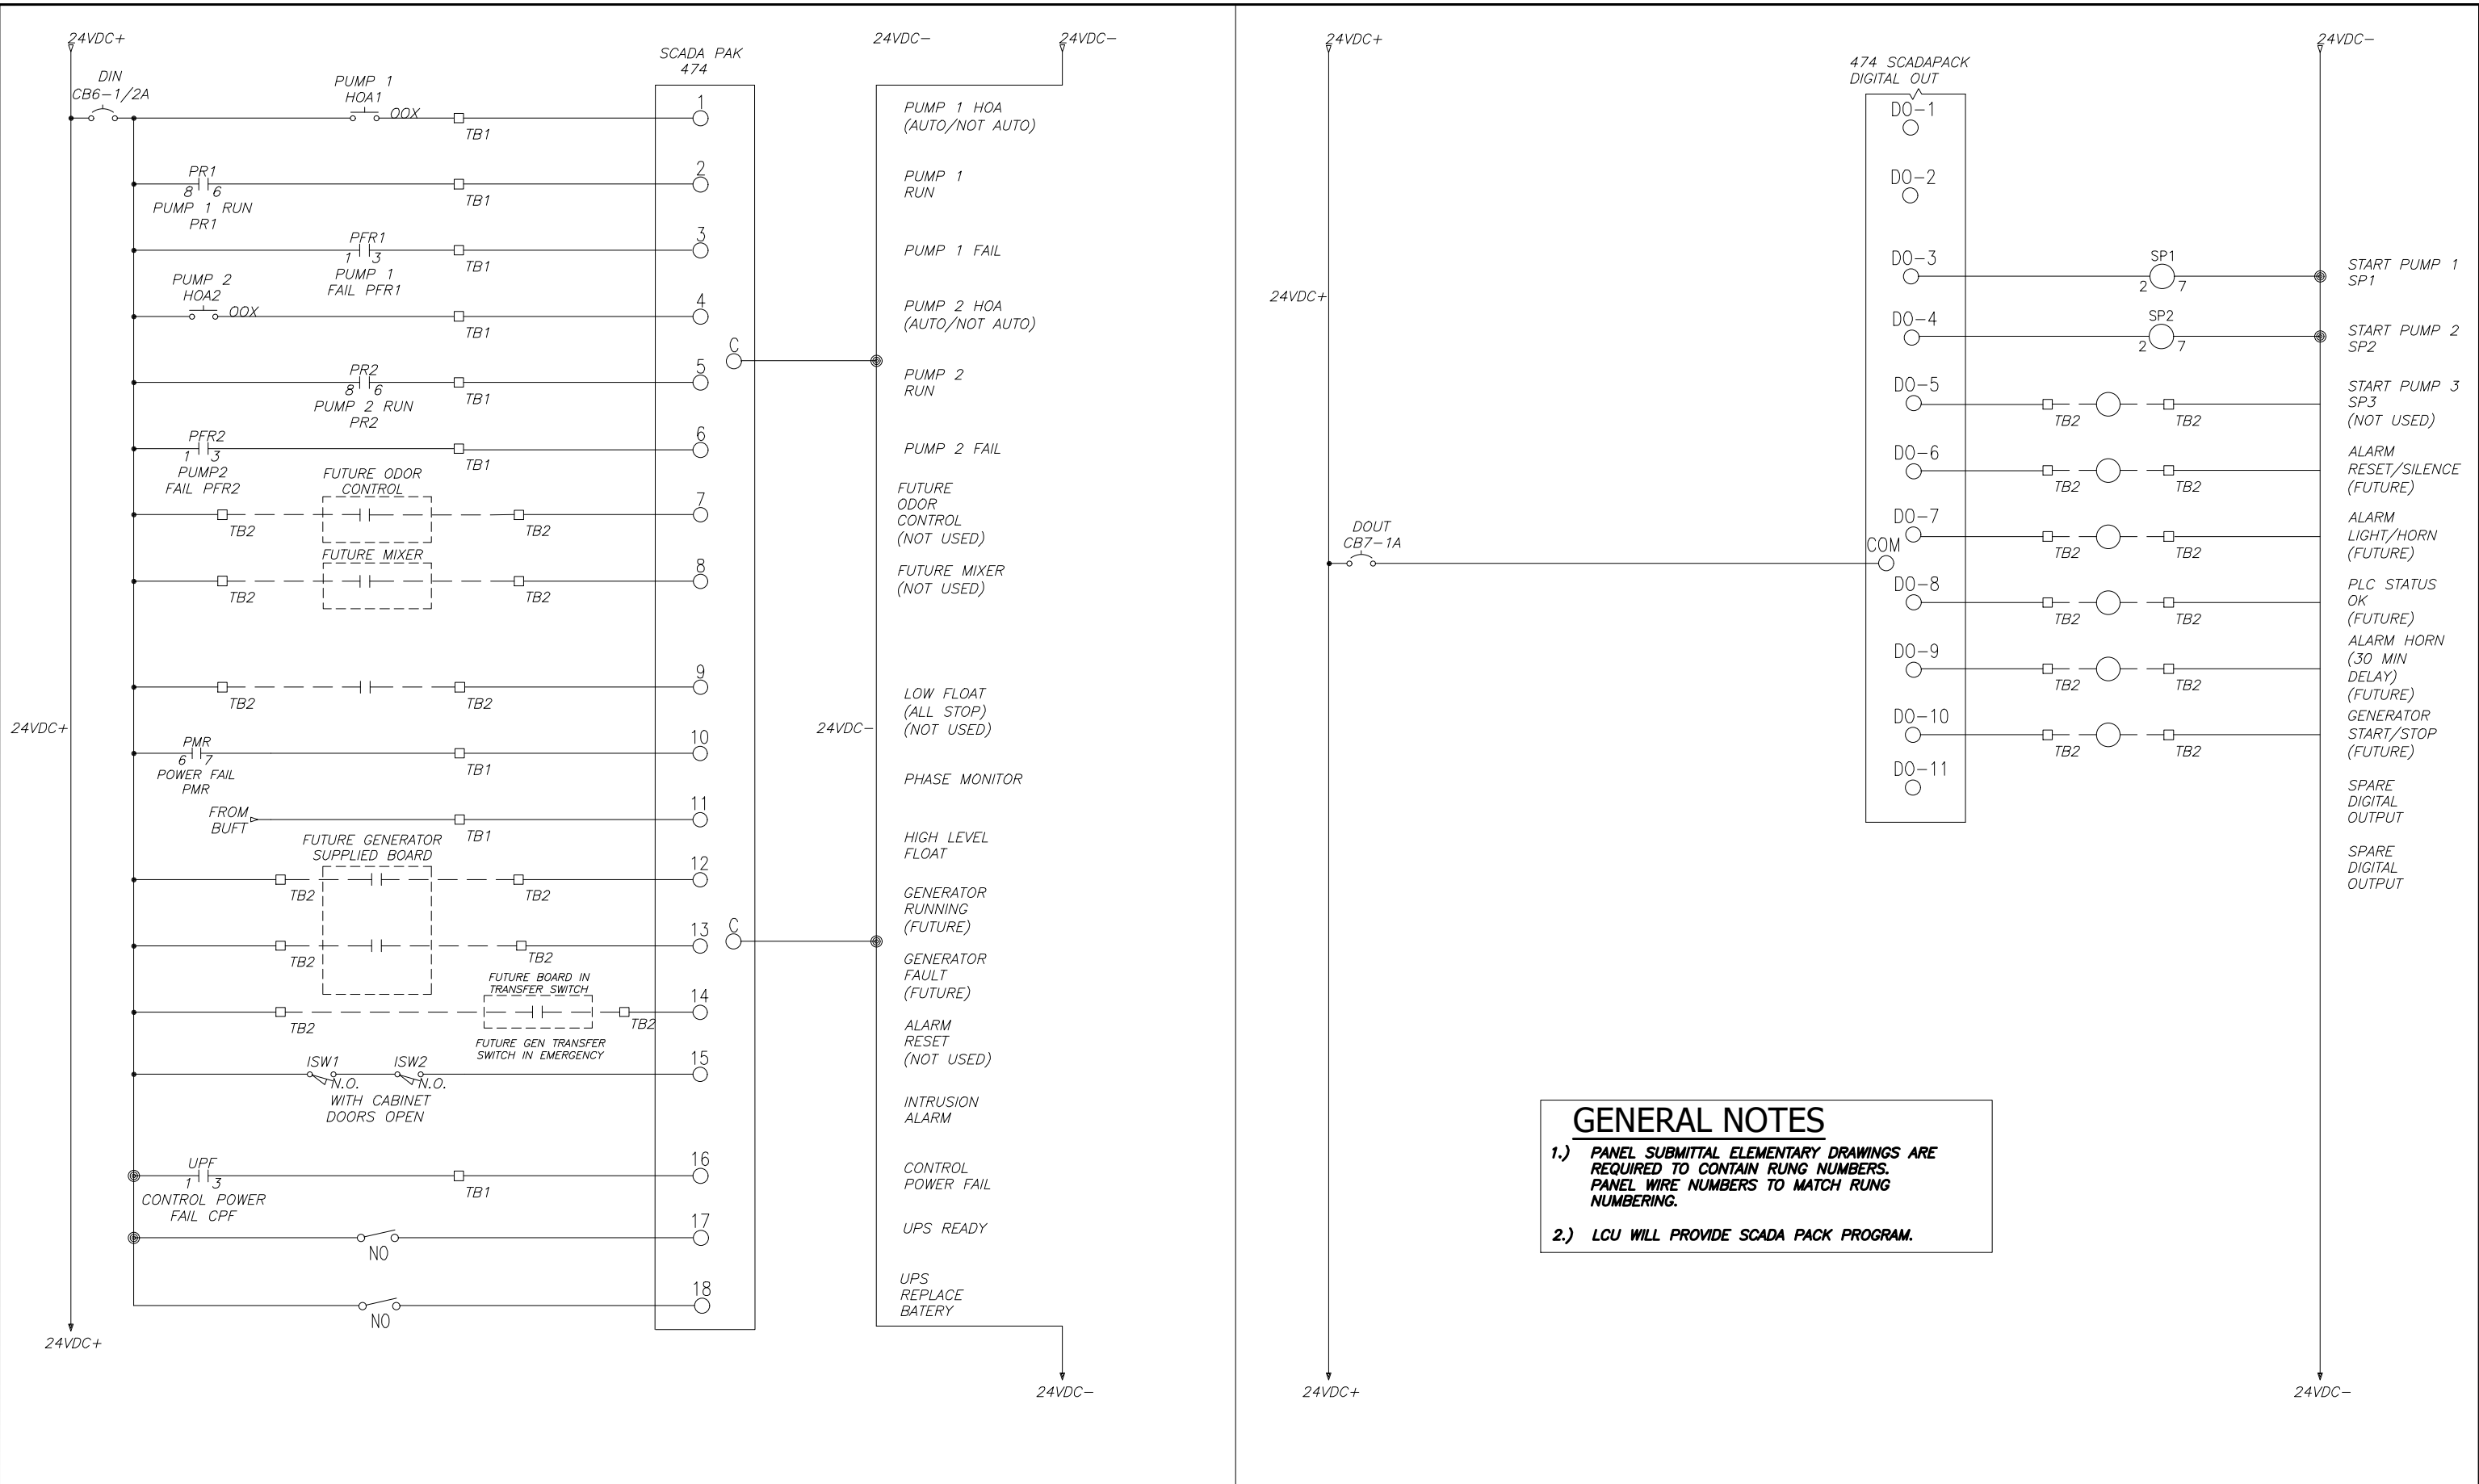 24VDC+
24VDC-
24VDC-
SCADA PAK
474
DIN
CB6-1/2A
PUMP 1
HOA1
OOX
TB1
1
PUMP 1 HOA
(AUTO/NOT AUTO)
PR1
8 6
PUMP 1 RUN
PR1
TB1
2
PUMP 1
RUN
PFR1
1 3
PUMP 1
FAIL PFR1
TB1
3
PUMP 1 FAIL
PUMP 2
HOA2
OOX
TB1
4
PUMP 2 HOA
(AUTO/NOT AUTO)
C
PR2
8 6
PUMP 2 RUN
PR2
TB1
5
PUMP 2
RUN
PFR2
1 3
PUMP2
FAIL PFR2
TB1
6
PUMP 2 FAIL
FUTURE ODOR
CONTROL
TB2
TB2
7
FUTURE
ODOR
CONTROL
(NOT USED)
FUTURE MIXER
TB2
TB2
8
FUTURE MIXER
(NOT USED)
TB2
TB2
9
LOW FLOAT
(ALL STOP)
(NOT USED)
24VDC+
24VDC-
PMR
6 7
POWER FAIL
PMR
TB1
10
PHASE MONITOR
FROM
BUFT
TB1
11
HIGH LEVEL
FLOAT
FUTURE GENERATOR
SUPPLIED BOARD
TB2
TB2
12
GENERATOR
RUNNING
(FUTURE)
TB2
TB2
13
C
GENERATOR
FAULT
(FUTURE)
FUTURE BOARD IN
TRANSFER SWITCH
TB2
TB2
14
FUTURE GEN TRANSFER
SWITCH IN EMERGENCY
ALARM
RESET
(NOT USED)
ISW1
ISW2
N.O.
N.O.
WITH CABINET
DOORS OPEN
15
INTRUSION
ALARM
UPF
1 3
CONTROL POWER
FAIL CPF
TB1
16
CONTROL
POWER FAIL
NO
17
UPS READY
NO
18
UPS
REPLACE
BATERY
24VDC+
24VDC-
24VDC+
24VDC-
474 SCADAPACK
DIGITAL OUT
DO-1
DO-2
DO-3
SP1
2 7
START PUMP 1
SP1
24VDC+
DO-4
SP2
2 7
START PUMP 2
SP2
DO-5
TB2
TB2
START PUMP 3
SP3
(NOT USED)
DO-6
TB2
TB2
ALARM
RESET/SILENCE
(FUTURE)
DO-7
TB2
TB2
ALARM
LIGHT/HORN
(FUTURE)
DOUT
CB7-1A
COM
DO-8
TB2
TB2
PLC STATUS
OK
(FUTURE)
DO-9
TB2
TB2
ALARM HORN
(30 MIN
DELAY)
(FUTURE)
DO-10
TB2
TB2
GENERATOR
START/STOP
(FUTURE)
DO-11
SPARE
DIGITAL
OUTPUT
SPARE
DIGITAL
OUTPUT
GENERAL NOTES
1.) PANEL SUBMITTAL ELEMENTARY DRAWINGS ARE
REQUIRED TO CONTAIN RUNG NUMBERS.
PANEL WIRE NUMBERS TO MATCH RUNG
NUMBERING.
2.) LCU WILL PROVIDE SCADA PACK PROGRAM.
24VDC+
24VDC-